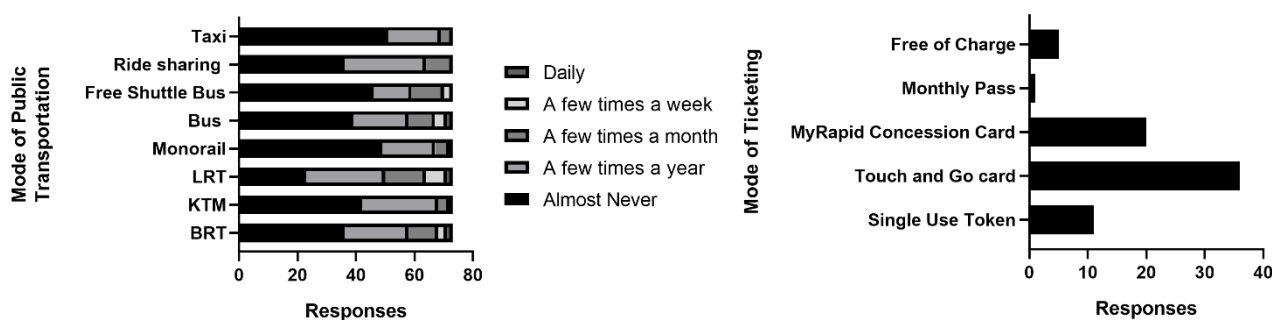 Mode of Public
Transportation
Taxi
Ride sharing
Free Shuttle Bus
Bus
Monorail
LRT
KTM
BRT
0 20 40 60 80
Responses
Daily
A few times a week
A few times a month
A few times a year
Almost Never
Mode of Ticketing
Free of Charge
Monthly Pass
MyRapid Concession Card
Touch and Go card
Single Use Token
0 10 20 30 40
Responses